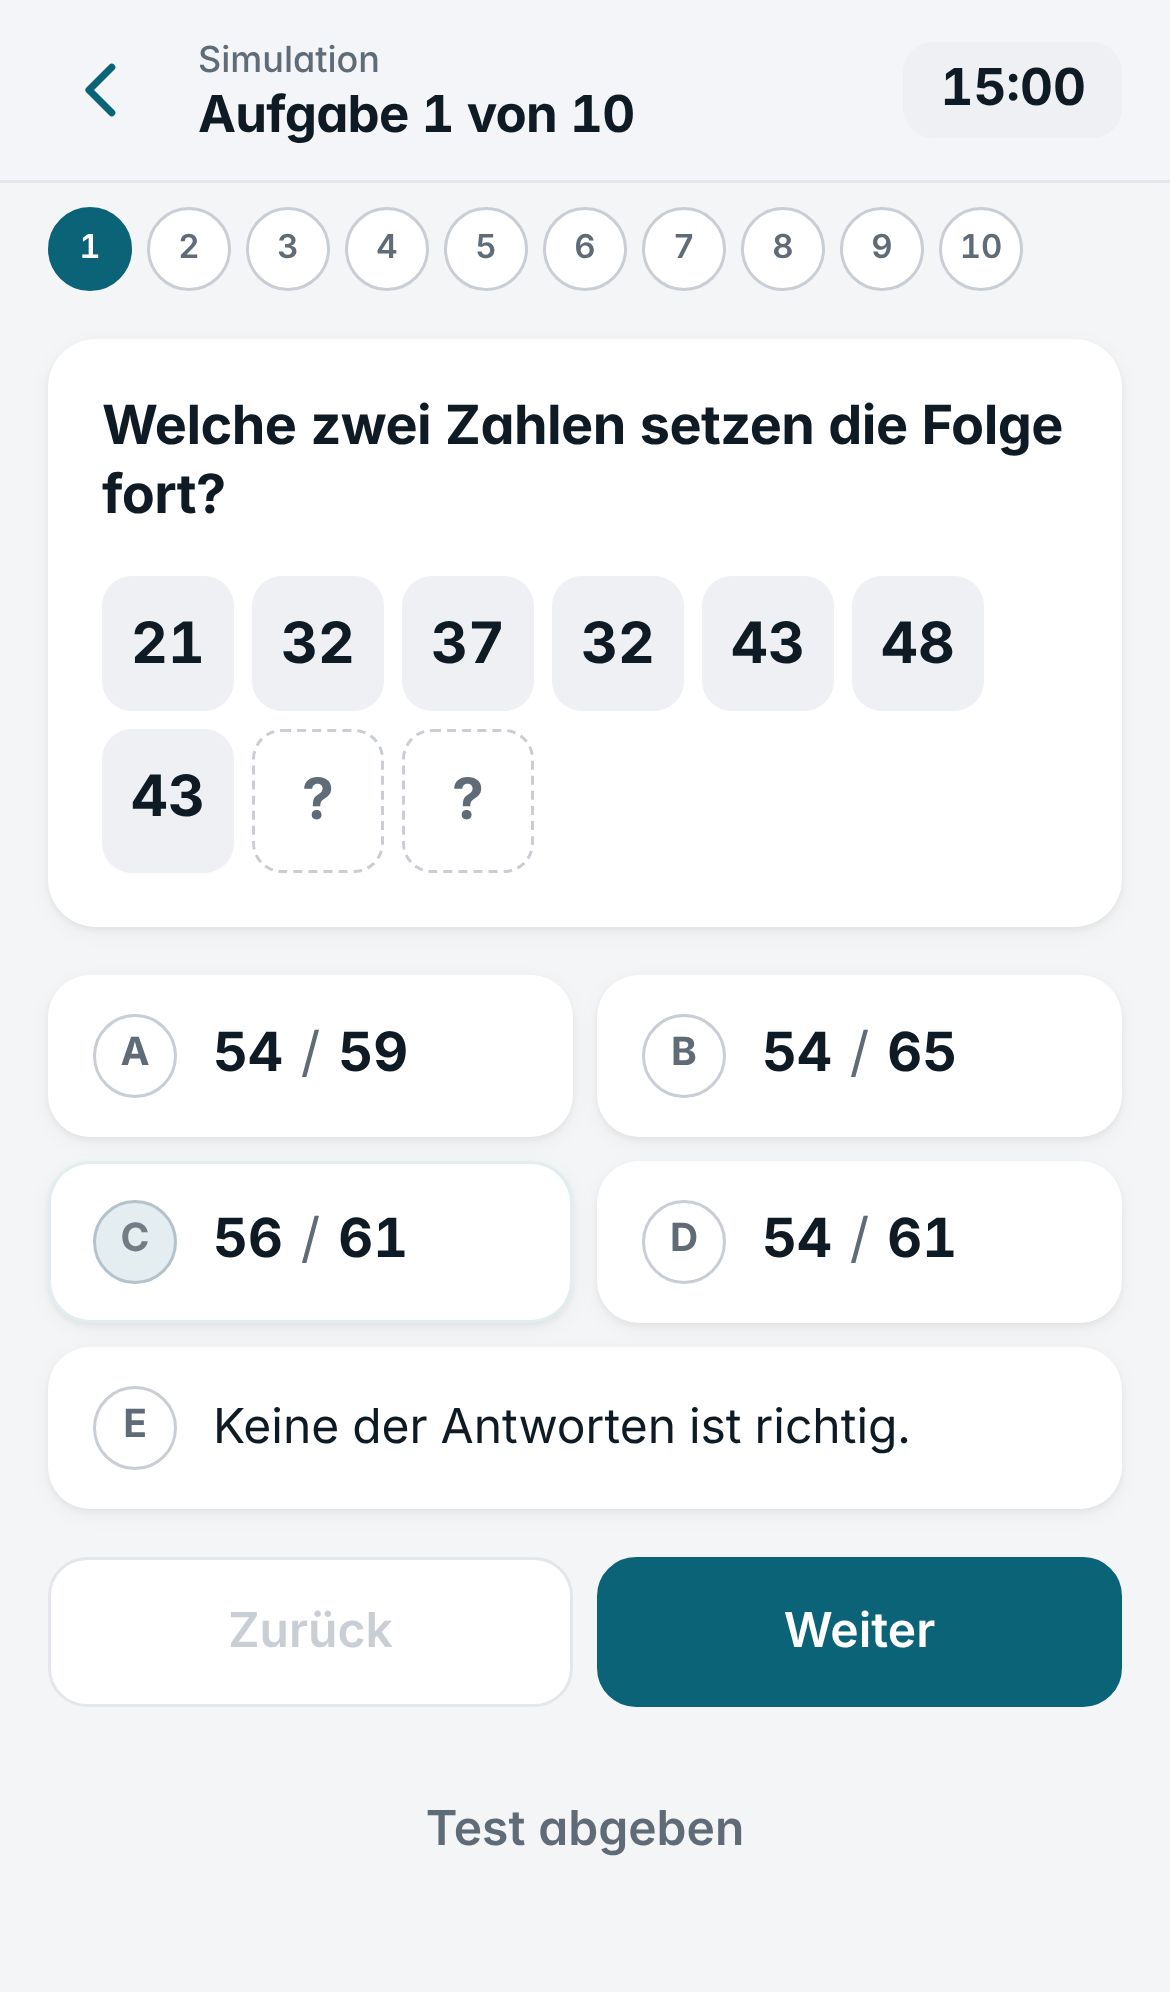 Simulation
Aufgabe 1 von 10
15:00
1 2 3 4 5 6 7 8 9 10
Welche zwei Zahlen setzen die Folge
fort?
21 32 37 32 43 48
43 ? ?
A 54 / 59
B 54 / 65
C 56 / 61
D 54 / 61
E Keine der Antworten ist richtig.
Zurück
Weiter
Test abgeben